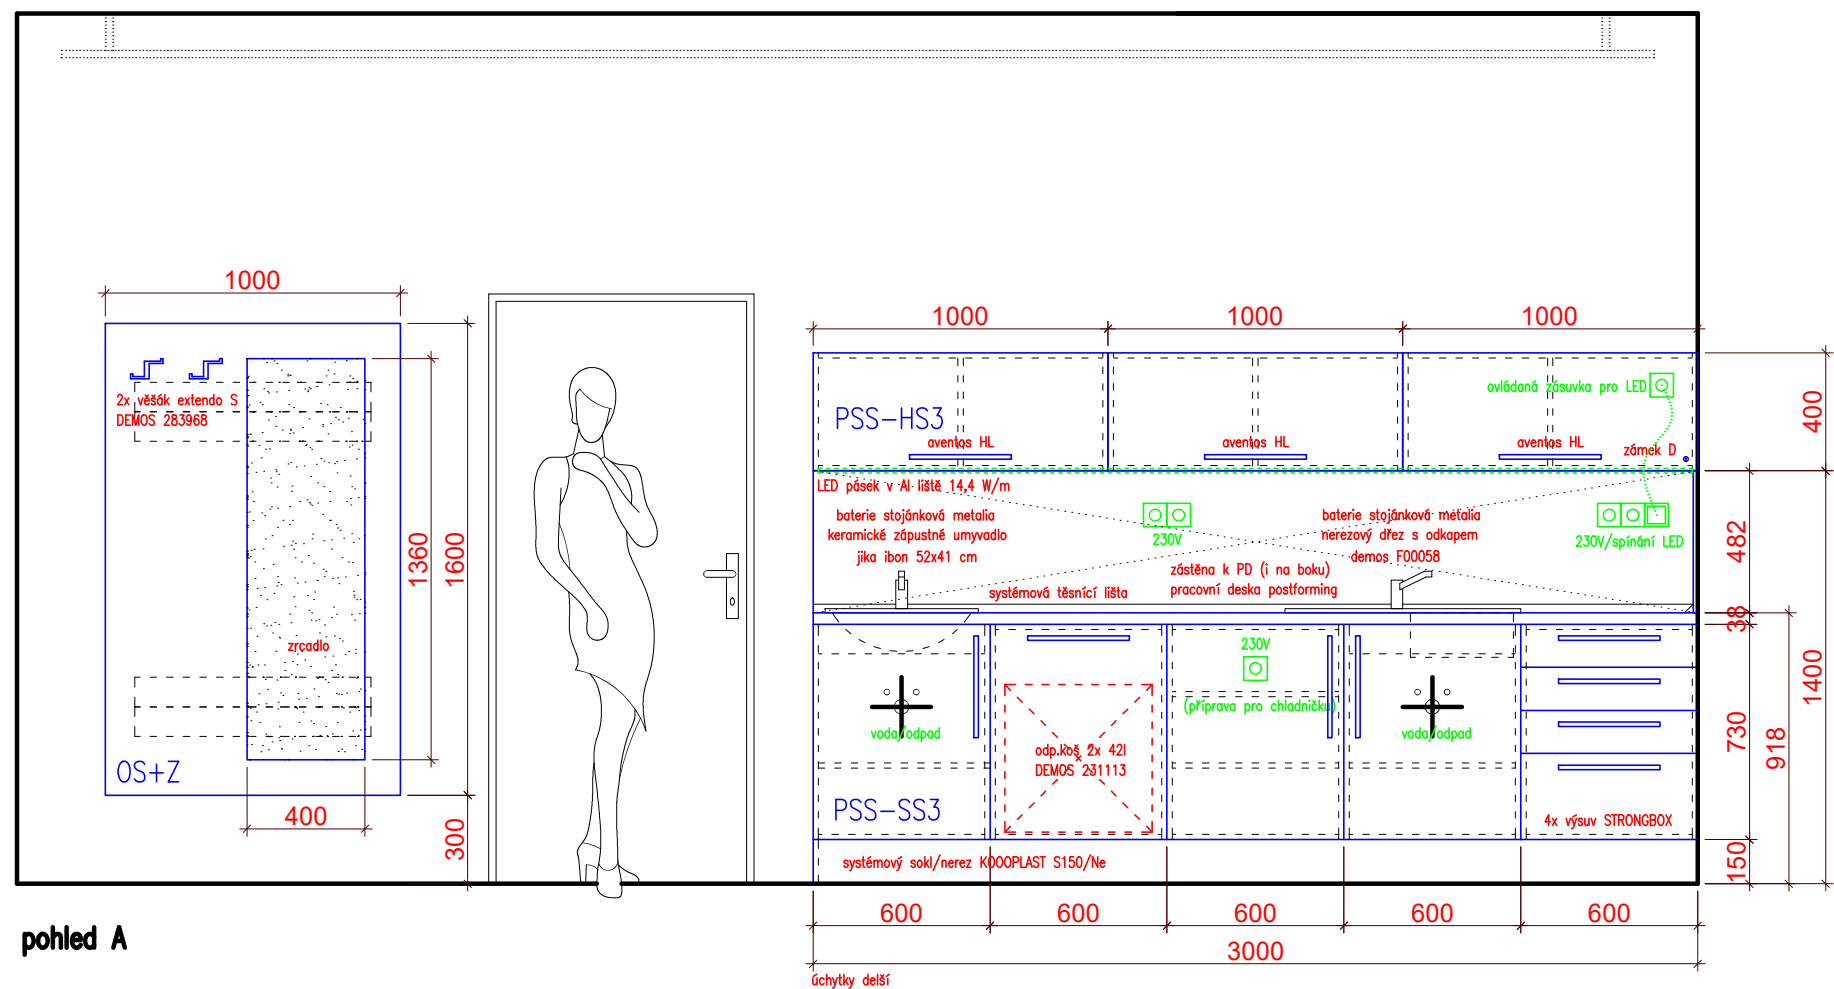 1000
2x věšák extendo S
DEMOS 283968
zrcadlo
OS+Z
400
1360
1600
300
1000
1000
1000
PSS-HS3
aventos HL
aventos HL
aventos HL
ovládaná zásuvka pro LED
zámek D
LED pásek v Al liště 14,4 W/m
baterie stojánková metalia
keramické zápustné umyvadlo
jika ibon 52x41 cm
230V
baterie stojánková metalia
nerezový dřez s odkapem
demos F00058
230V/spínání LED
zástěna k PD (i na boku)
pracovní deska postforming
systémová těsnící lišta
230V
(příprava pro chladničku)
voda/odpad
voda/odpad
odp.koš 2x 42l
DEMOS 231113
PSS-SS3
4x výsuv STRONGBOX
systémový sokl/nerez KOOOPLAST S150/Ne
400
482
38
730
150
918
1400
600
600
600
600
600
3000
úchytky delší
pohled A